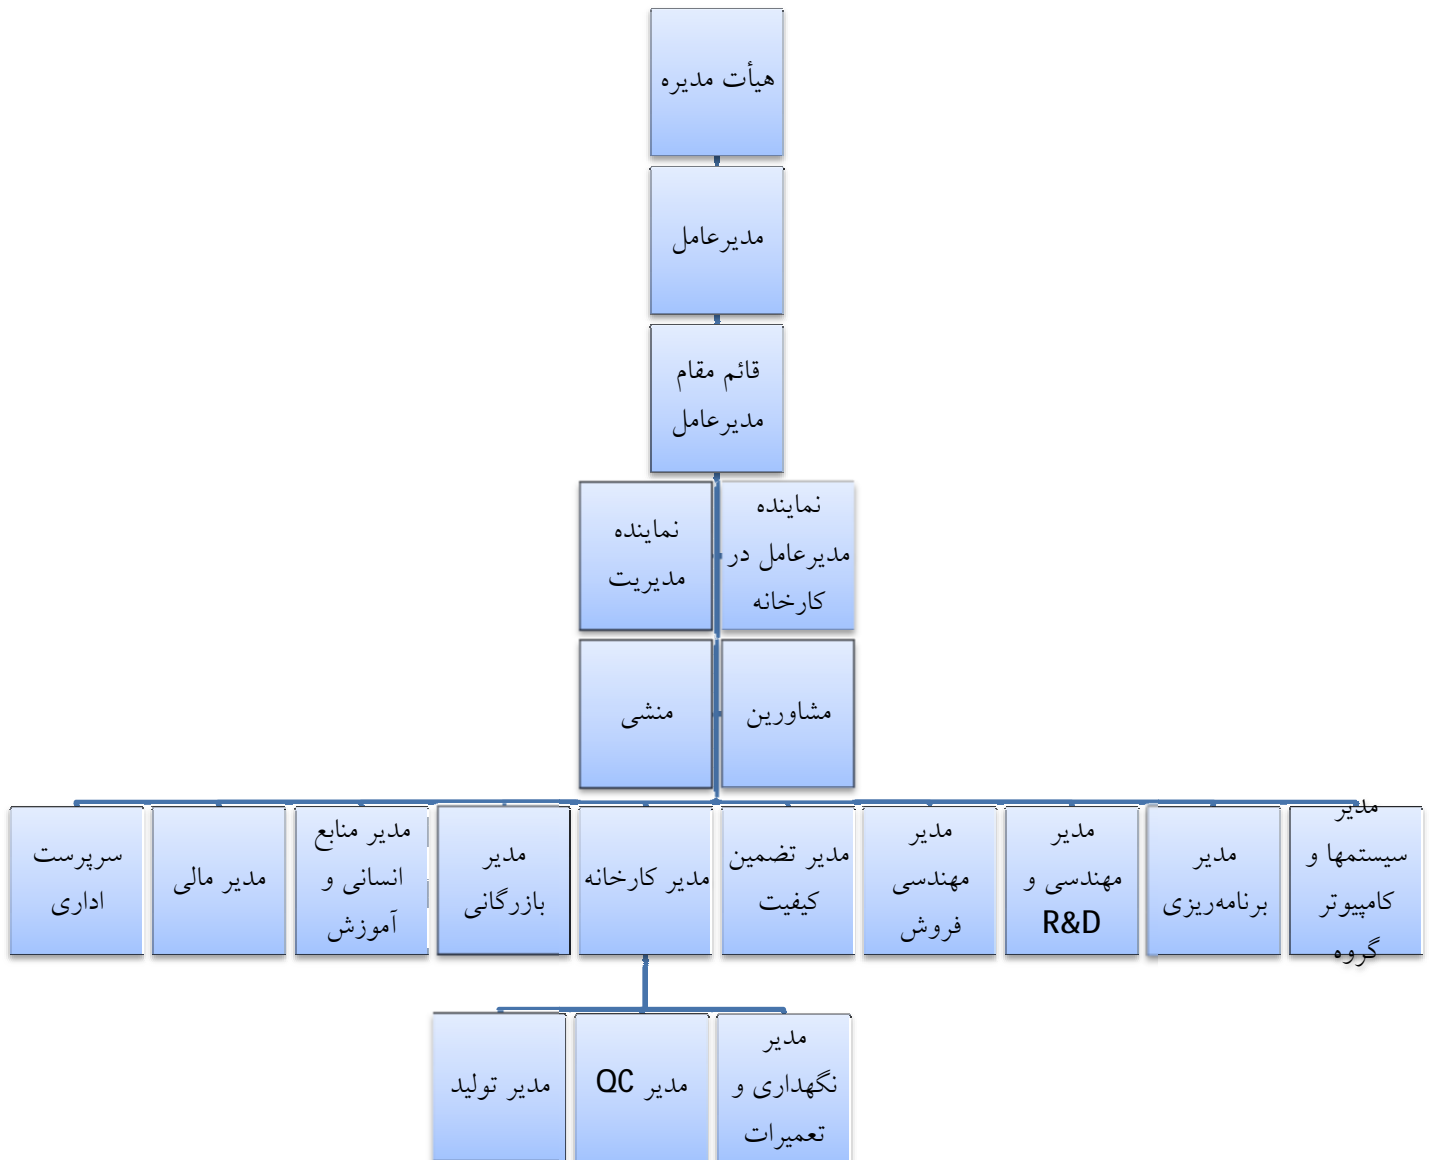 هیأت مدیره
مدیرعامل
قائم مقام
مدیرعامل
نماینده
مدیرعامل در
کارخانه
نماینده
مدیریت
مشاورین
منشی
مدیر
سیستمها و
کامپیوتر
گروه
مدیر
برنامه‌ریزی
مدیر
مهندسی و
R&D
مدیر
مهندسی
فروش
مدیر تضمین
کیفیت
مدیر کارخانه
مدیر
بازرگانی
مدیر منابع
انسانی و
آموزش
مدیر مالی
سرپرست
اداری
مدیر
نگهداری و
تعمیرات
مدیر QC
مدیر تولید